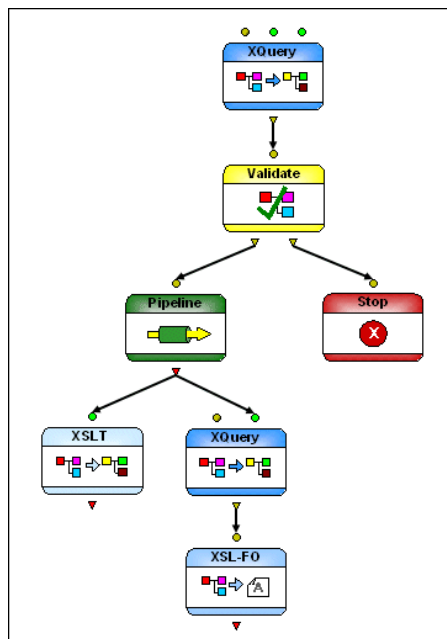 XQuery
Validate
Pipeline
Stop
X
XSLT
XQuery
XSL-FO
A